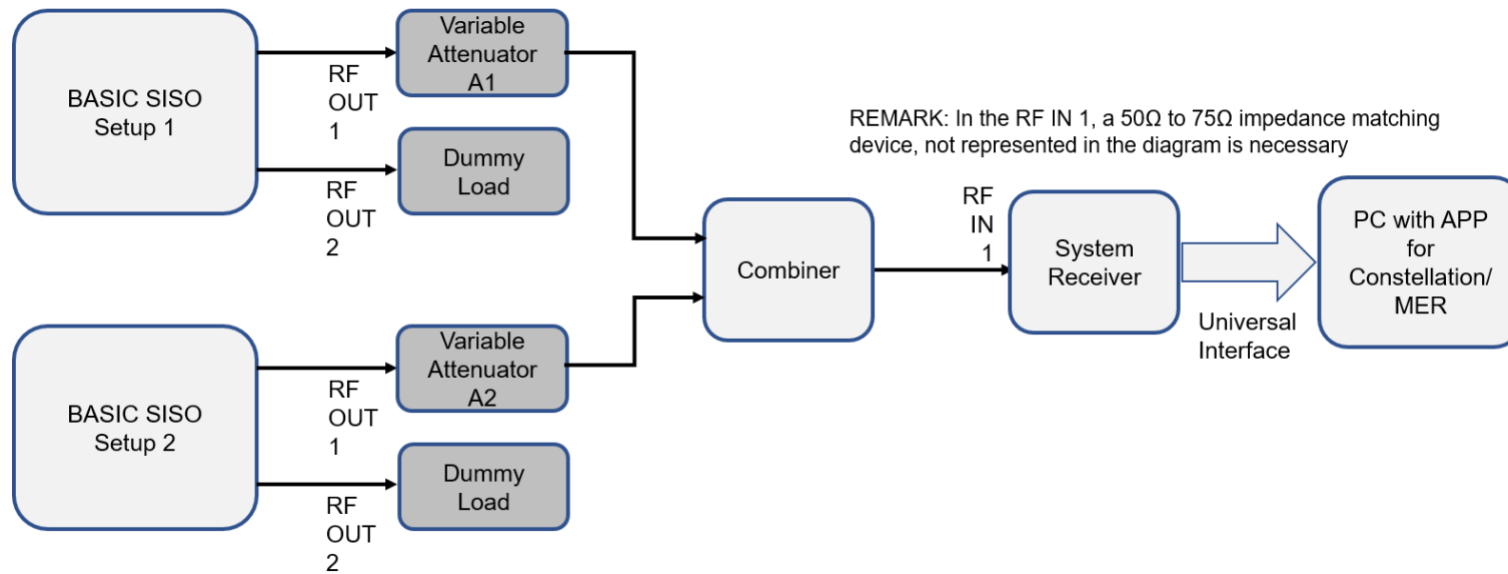 BASIC SISO
Setup 1
RF
OUT
1
Variable
Attenuator
A1
RF
OUT
2
Dummy
Load
BASIC SISO
Setup 2
RF
OUT
1
Variable
Attenuator
A2
RF
OUT
2
Dummy
Load
Combiner
REMARK: In the RF IN 1, a 50Ω to 75Ω impedance matching
device, not represented in the diagram is necessary
RF
IN
1
System
Receiver
Universal
Interface
PC with APP
for
Constellation/
MER